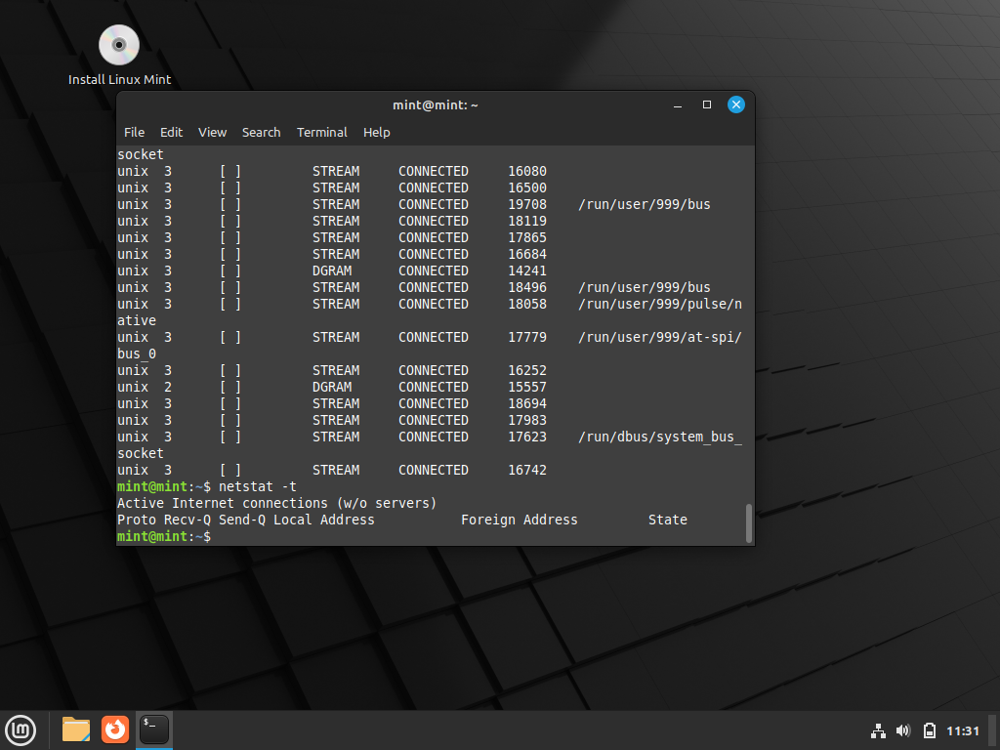 Install Linux Mint
mint@mint: ~
File Edit View Search Terminal Help
socket
unix  3      [ ]         STREAM     CONNECTED     16080
unix  3      [ ]         STREAM     CONNECTED     16500
unix  3      [ ]         STREAM     CONNECTED     19708    /run/user/999/bus
unix  3      [ ]         STREAM     CONNECTED     18119
unix  3      [ ]         STREAM     CONNECTED     17865
unix  3      [ ]         STREAM     CONNECTED     16684
unix  3      [ ]         DGRAM      CONNECTED     14241
unix  3      [ ]         STREAM     CONNECTED     18496    /run/user/999/bus
unix  3      [ ]         STREAM     CONNECTED     18058    /run/user/999/pulse/n
ative
unix  3      [ ]         STREAM     CONNECTED     17779    /run/user/999/at-spi/
bus_0
unix  3      [ ]         STREAM     CONNECTED     16252
unix  2      [ ]         DGRAM      CONNECTED     15557
unix  3      [ ]         STREAM     CONNECTED     18694
unix  3      [ ]         STREAM     CONNECTED     17983
unix  3      [ ]         STREAM     CONNECTED     17623    /run/dbus/system_bus_
socket
unix  3      [ ]         STREAM     CONNECTED     16742
mint@mint:~$ netstat -t
Active Internet connections (w/o servers)
Proto Recv-Q Send-Q Local Address           Foreign Address         State
mint@mint:~$
11:31